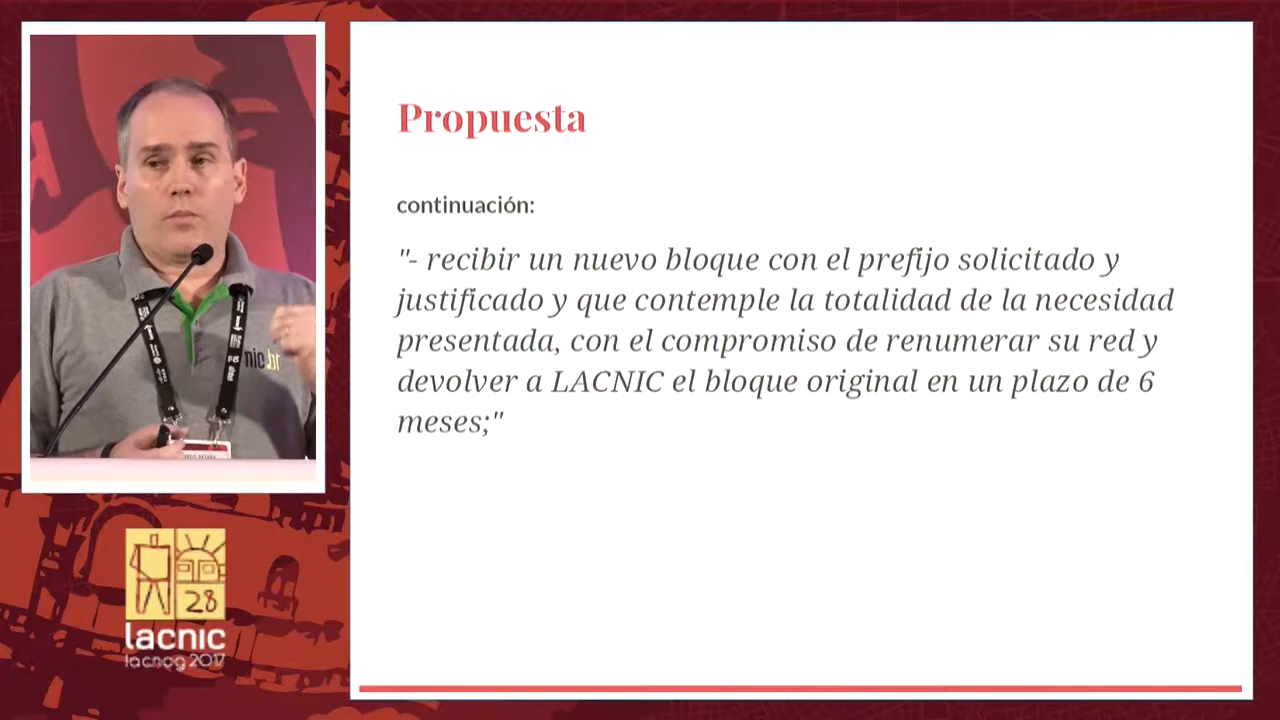 Propuesta
continuación:
"- recibir un nuevo bloque con el prefijo solicitado y
justificado y que contemple la totalidad de la necesidad
presentada, con el compromiso de renumerar su red y
devolver a LACNIC el bloque original en un plazo de 6
meses;"
nic.br
28
lacnic
lacnog 2017